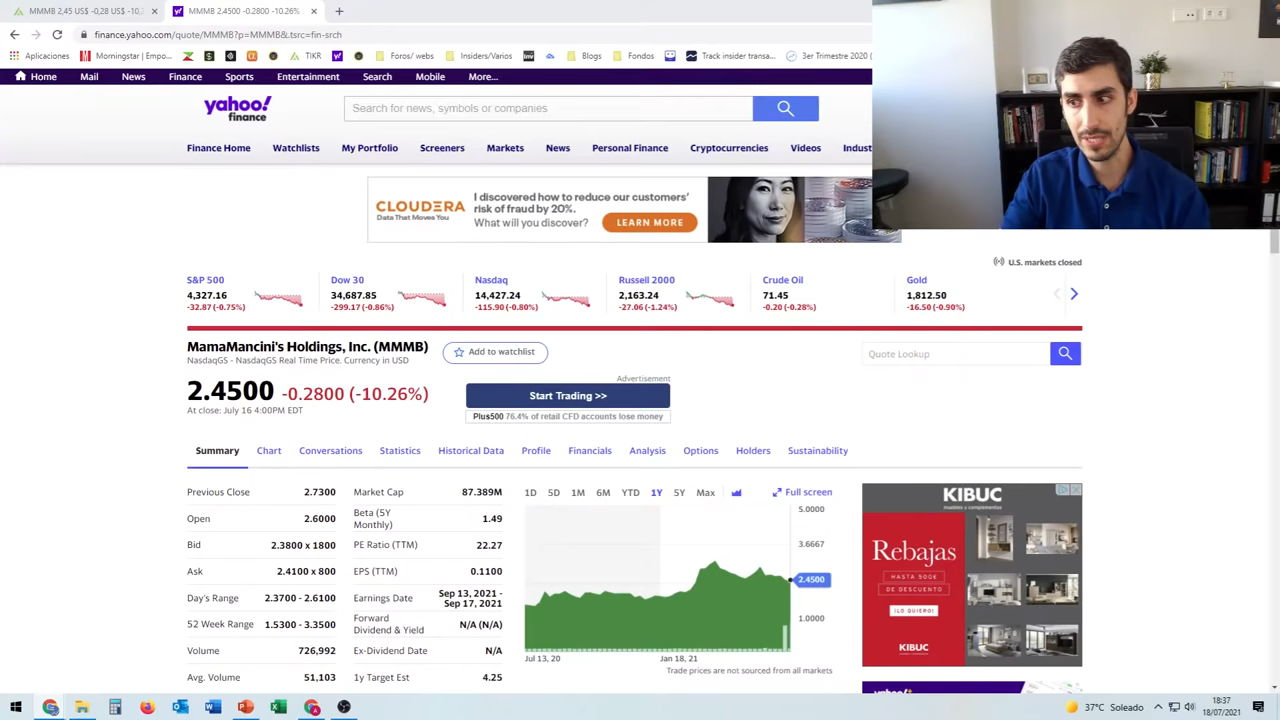 MMMB 2,45 US$ -0,28 US$ -10,
MMMB 2.4500 -0.2800 -10.26%
finance.yahoo.com/quote/MMMB?p=MMMB&.tsrc=fin-srch
Aplicaciones
Morningstar | Empo...
TIKR
Foros/ webs
Insiders/Varios
Blogs
Fondos
Track insider transa...
3er Trimestre 2020 (
Home Mail News Finance Sports Entertainment Search Mobile More...
yahoo!
finance
Search for news, symbols or companies
Finance Home Watchlists My Portfolio Screeners Markets News Personal Finance Cryptocurrencies Videos Indust
CLOUDERA
Data That Moves You
I discovered how to reduce our customers'
risk of fraud by 20%.
What will you discover?
LEARN MORE
U.S. markets closed
S&P 500
4,327.16
-32.87 (-0.75%)
Dow 30
34,687.85
-299.17 (-0.86%)
Nasdaq
14,427.24
-115.90 (-0.80%)
Russell 2000
2,163.24
-27.06 (-1.24%)
Crude Oil
71.45
-0.20 (-0.28%)
Gold
1,812.50
-16.50 (-0.90%)
MamaMancini's Holdings, Inc. (MMMB)
NasdaqGS - NasdaqGS Real Time Price. Currency in USD
Add to watchlist
Quote Lookup
2.4500 -0.2800 (-10.26%)
At close: July 16 4:00PM EDT
Advertisement
Start Trading >>
Plus500 76.4% of retail CFD accounts lose money
Summary Chart Conversations Statistics Historical Data Profile Financials Analysis Options Holders Sustainability
Previous Close 2.7300
Open 2.6000
Bid 2.3800 x 1800
Ask 2.4100 x 800
Day's Range 2.3700 - 2.6100
52 Week Range 1.5300 - 3.3500
Volume 726,992
Avg. Volume 51,103
Market Cap 87.389M
Beta (5Y
Monthly) 1.49
PE Ratio (TTM) 22.27
EPS (TTM) 0.1100
Earnings Date Sep 13, 2021 -
Sep 17, 2021
Forward
Dividend & Yield N/A (N/A)
Ex-Dividend Date N/A
1y Target Est 4.25
1D 5D 1M 6M YTD 1Y 5Y Max
Full screen
5.0000
3.6667
2.4500
1.0000
Jul 13, 20
Jan 18, 21
Trade prices are not sourced from all markets
KIBUC
muebles y complementos
Rebajas
HASTA 900€
DE DESCUENTO
¡LO QUIERO!
KIBUC
yahoo!
37°C Soleado
18:37
18/07/2021